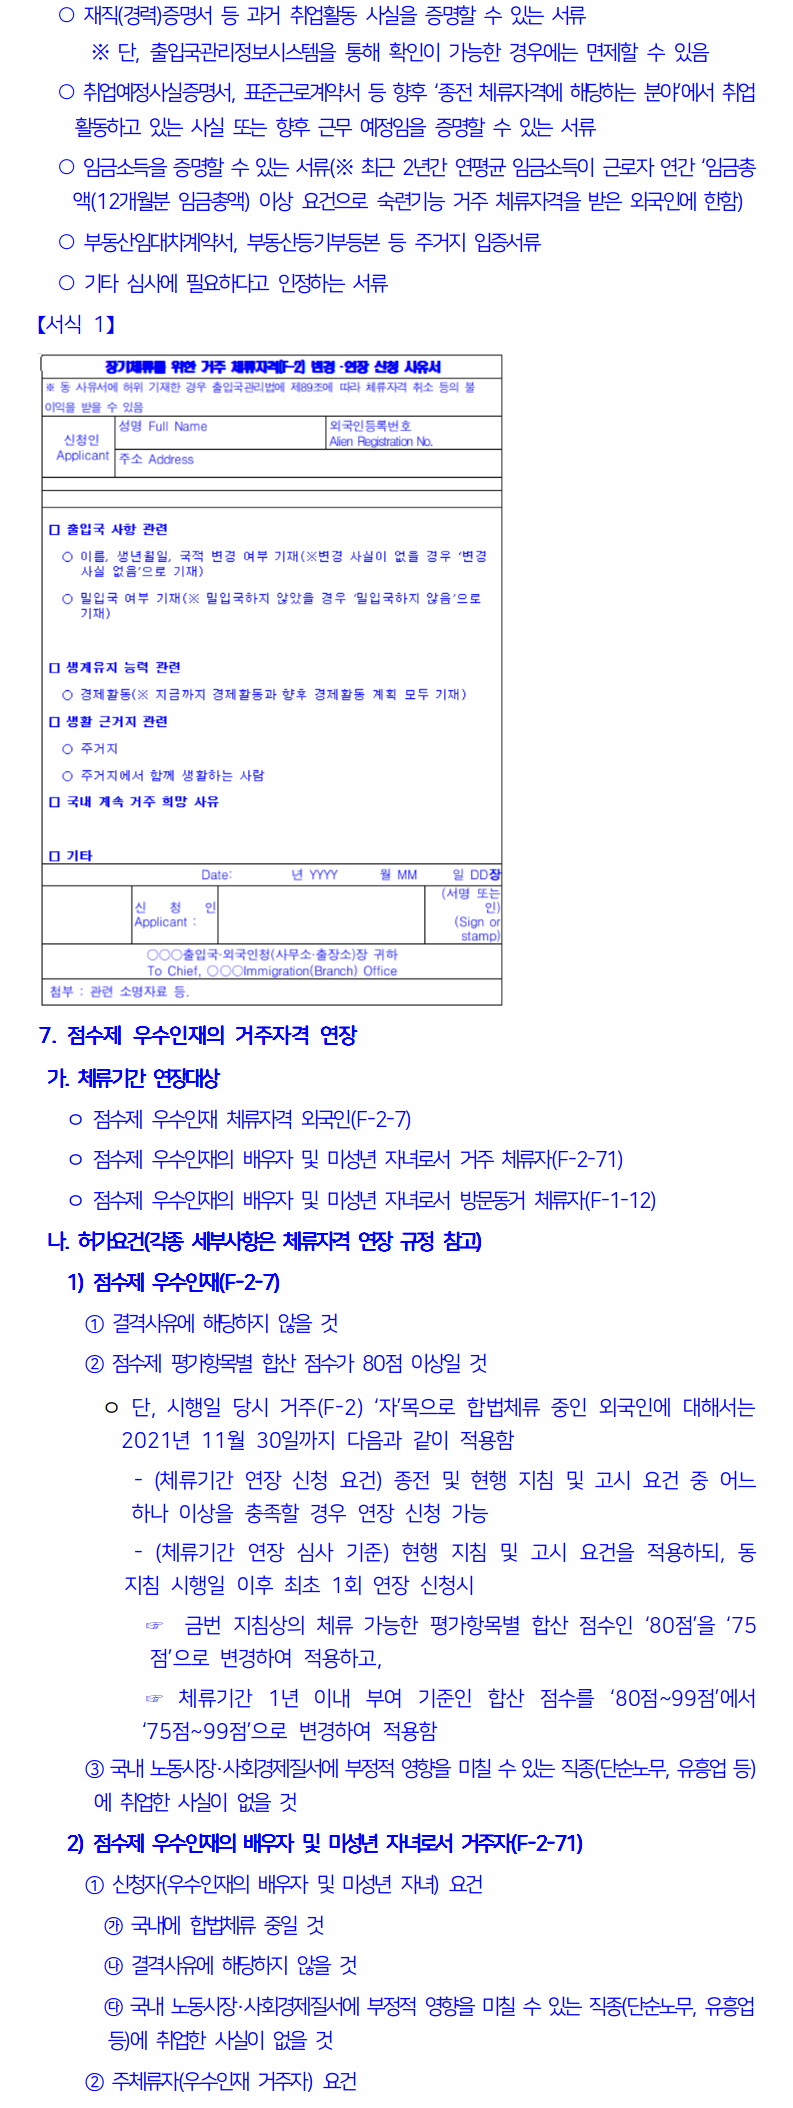 ○ 재직(경력)증명서 등 과거 취업활동 사실을 증명할 수 있는 서류
※ 단, 출입국관리정보시스템을 통해 확인이 가능한 경우에는 면제할 수 있음
○ 취업예정사실증명서, 표준근로계약서 등 향후 '종전 체류자격에 해당하는 분야'에서 취업
활동하고 있는 사실 또는 향후 근무 예정임을 증명할 수 있는 서류
○ 임금소득을 증명할 수 있는 서류(※ 최근 2년간 연평균 임금소득이 근로자 연간 '임금총
액(12개월분 임금총액) 이상 요건으로 숙련기능 거주 체류자격을 받은 외국인에 한함)
○ 부동산임대차계약서, 부동산등기부등본 등 주거지 입증서류
○ 기타 심사에 필요하다고 인정하는 서류
【서식 1】
장기체류를 위한 거주 체류자격(F-2) 변경·연장 신청 사유서
※ 동 사유서에 허위 기재한 경우 출입국관리법에 제89조에 따라 체류자격 취소 등의 불
이익을 받을 수 있음
신청인
Applicant
성명 Full Name
외국인등록번호
Alien Registration No.
주소 Address
□ 출입국 사항 관련
○ 이름, 생년월일, 국적 변경 여부 기재(※변경 사실이 없을 경우 '변경
사실 없음'으로 기재)
○ 밀입국 여부 기재(※ 밀입국하지 않았을 경우 '밀입국하지 않음'으로
기재)
□ 생계유지 능력 관련
○ 경제활동(※ 지금까지 경제활동과 향후 경제활동 계획 모두 기재)
□ 생활 근거지 관련
○ 주거지
○ 주거지에서 함께 생활하는 사람
□ 국내 계속 거주 희망 사유
□ 기타
Date: 년 YYYY 월 MM 일 DD장
신 청 인
Applicant :
(서명 또는
인)
(Sign or
stamp)
○○○출입국·외국인청(사무소·출장소)장 귀하
To Chief, ○○○Immigration(Branch) Office
첨부 : 관련 소명자료 등.
7. 점수제 우수인재의 거주자격 연장
가. 체류기간 연장대상
ㅇ 점수제 우수인재 체류자격 외국인(F-2-7)
ㅇ 점수제 우수인재의 배우자 및 미성년 자녀로서 거주 체류자(F-2-71)
ㅇ 점수제 우수인재의 배우자 및 미성년 자녀로서 방문동거 체류자(F-1-12)
나. 허가요건(각종 세부사항은 체류자격 연장 규정 참고)
1) 점수제 우수인재(F-2-7)
① 결격사유에 해당하지 않을 것
② 점수제 평가항목별 합산 점수가 80점 이상일 것
ㅇ 단, 시행일 당시 거주(F-2) '자'목으로 합법체류 중인 외국인에 대해서는
2021년 11월 30일까지 다음과 같이 적용함
- (체류기간 연장 신청 요건) 종전 및 현행 지침 및 고시 요건 중 어느
하나 이상을 충족할 경우 연장 신청 가능
- (체류기간 연장 심사 기준) 현행 지침 및 고시 요건을 적용하되, 동
지침 시행일 이후 최초 1회 연장 신청시
☞ 금번 지침상의 체류 가능한 평가항목별 합산 점수인 '80점'을 '75
점'으로 변경하여 적용하고,
☞ 체류기간 1년 이내 부여 기준인 합산 점수를 '80점~99점'에서
'75점~99점'으로 변경하여 적용함
③ 국내 노동시장·사회경제질서에 부정적 영향을 미칠 수 있는 직종(단순노무, 유흥업 등)
에 취업한 사실이 없을 것
2) 점수제 우수인재의 배우자 및 미성년 자녀로서 거주자(F-2-71)
① 신청자(우수인재의 배우자 및 미성년 자녀) 요건
㉮ 국내에 합법체류 중일 것
㉯ 결격사유에 해당하지 않을 것
㉰ 국내 노동시장·사회경제질서에 부정적 영향을 미칠 수 있는 직종(단순노무, 유흥업
등)에 취업한 사실이 없을 것
② 주체류자(우수인재 거주자) 요건